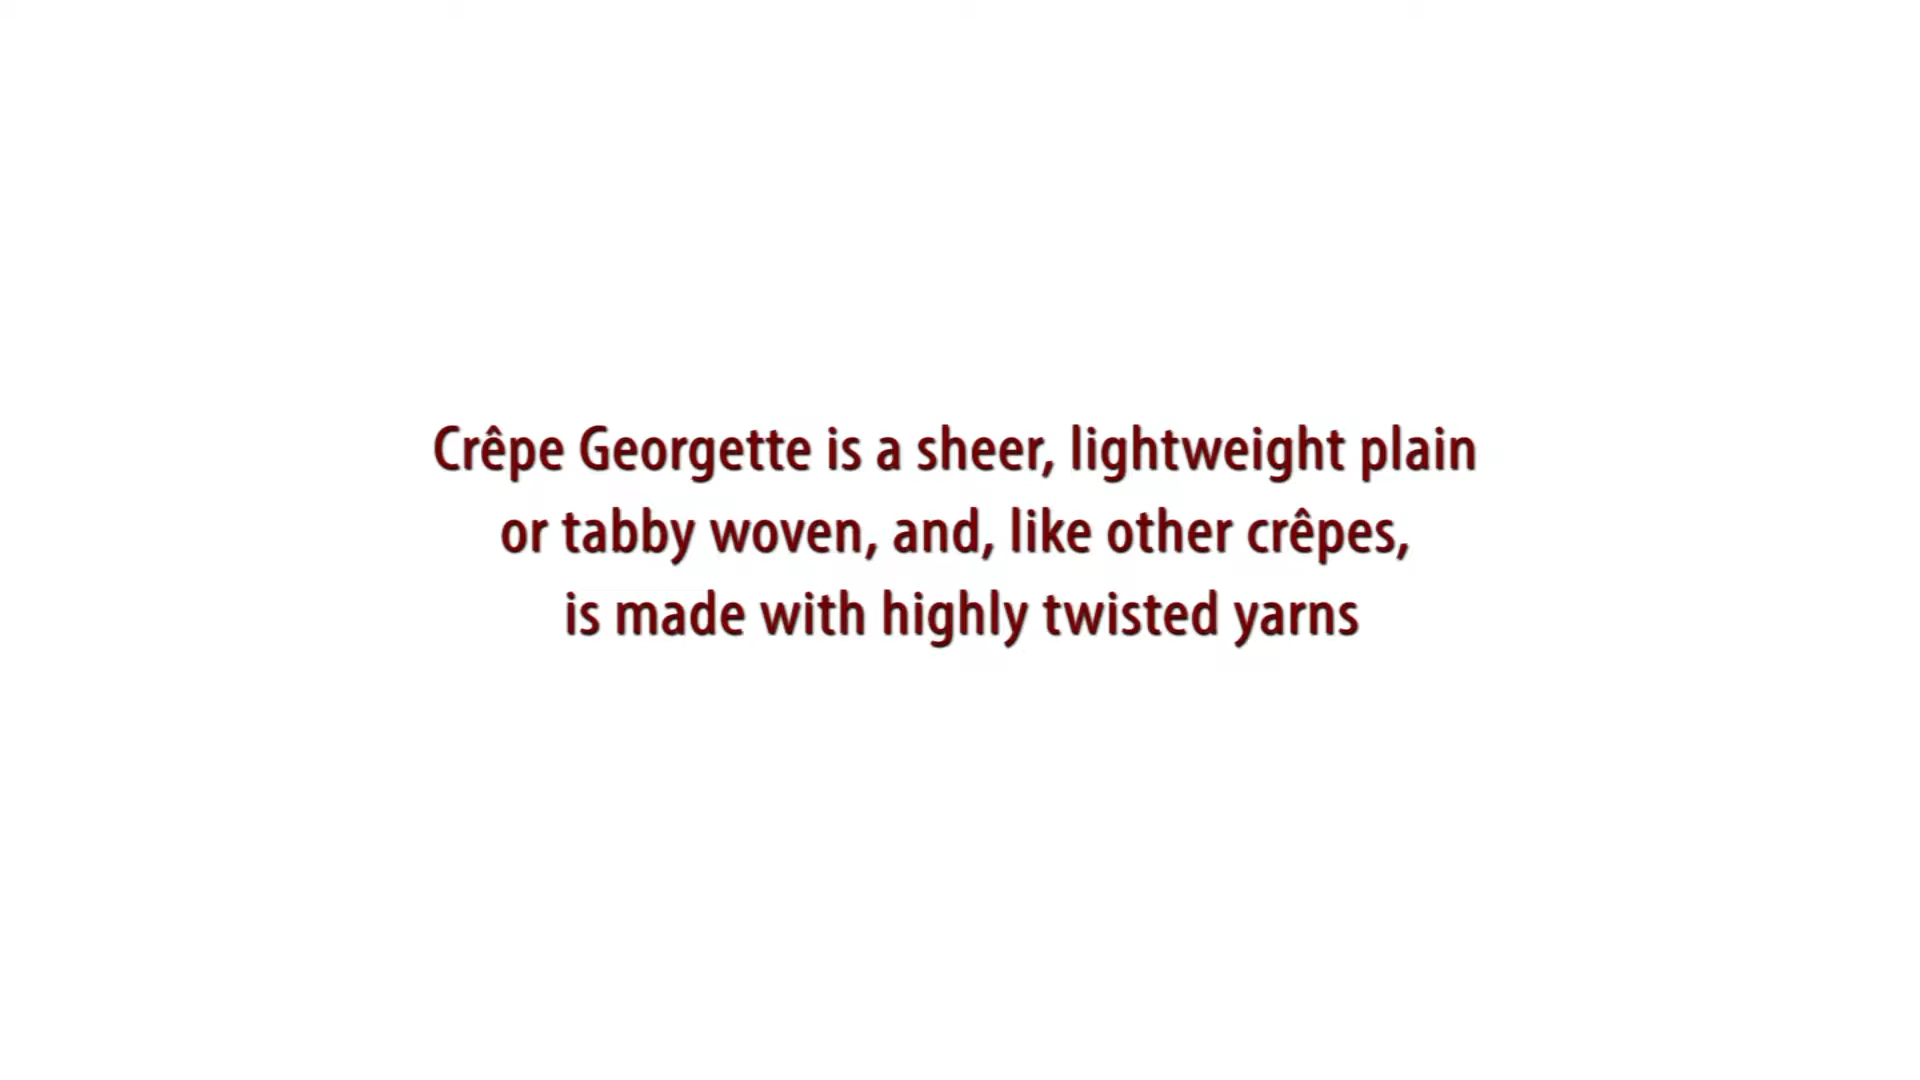 Crêpe Georgette is a sheer, lightweight plain
or tabby woven, and, like other crêpes,
is made with highly twisted yarns